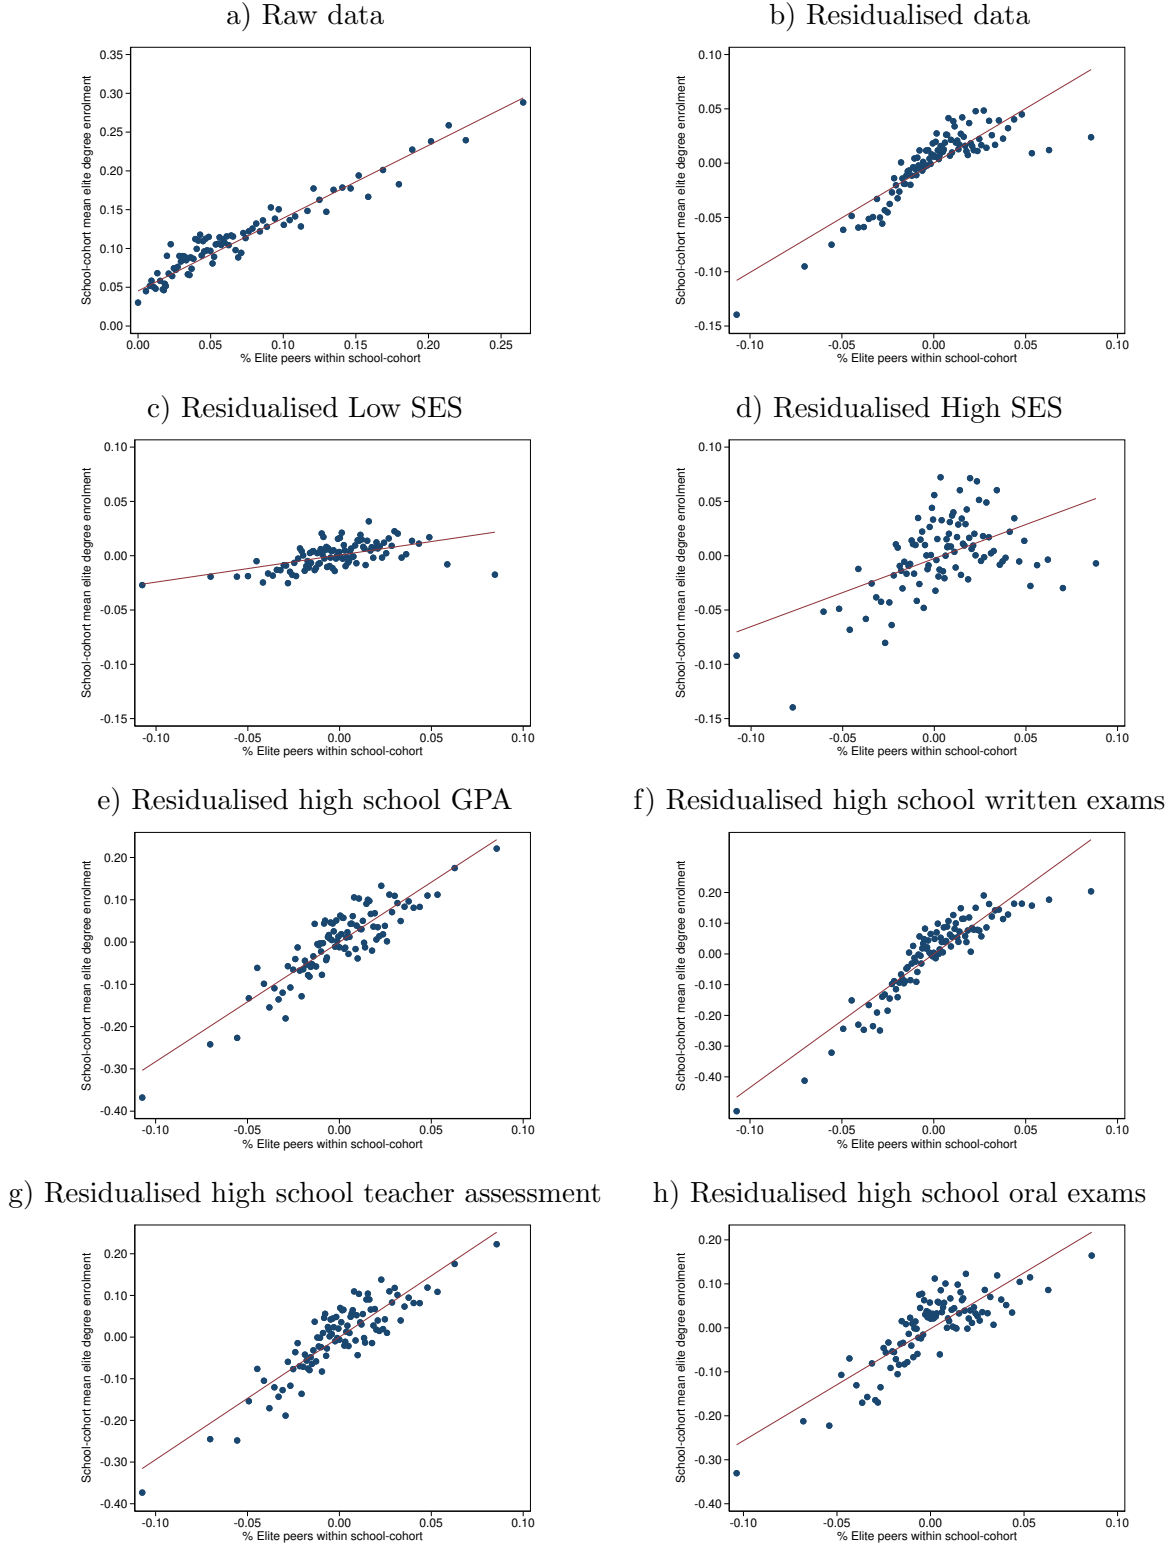 a) Raw data
School-cohort mean elite degree enrolment
0.35
0.30
0.25
0.20
0.15
0.10
0.05
0.00
0.00 0.05 0.10 0.15 0.20 0.25
% Elite peers within school-cohort
b) Residualised data
School-cohort mean elite degree enrolment
0.10
0.05
0.00
-0.05
-0.10
-0.15
-0.10 -0.05 0.00 0.05 0.10
% Elite peers within school-cohort
c) Residualised Low SES
School-cohort mean elite degree enrolment
0.10
0.05
0.00
-0.05
-0.10
-0.15
-0.10 -0.05 0.00 0.05 0.10
% Elite peers within school-cohort
d) Residualised High SES
School-cohort mean elite degree enrolment
0.10
0.05
0.00
-0.05
-0.10
-0.15
-0.10 -0.05 0.00 0.05 0.10
% Elite peers within school-cohort
e) Residualised high school GPA
School-cohort mean elite degree enrolment
0.20
0.10
0.00
-0.10
-0.20
-0.30
-0.40
-0.10 -0.05 0.00 0.05 0.10
% Elite peers within school-cohort
f) Residualised high school written exams
School-cohort mean elite degree enrolment
0.20
0.10
0.00
-0.10
-0.20
-0.30
-0.40
-0.10 -0.05 0.00 0.05 0.10
% Elite peers within school-cohort
g) Residualised high school teacher assessment
School-cohort mean elite degree enrolment
0.20
0.10
0.00
-0.10
-0.20
-0.30
-0.40
-0.10 -0.05 0.00 0.05 0.10
% Elite peers within school-cohort
h) Residualised high school oral exams
School-cohort mean elite degree enrolment
0.20
0.10
0.00
-0.10
-0.20
-0.30
-0.40
-0.10 -0.05 0.00 0.05 0.10
% Elite peers within school-cohort